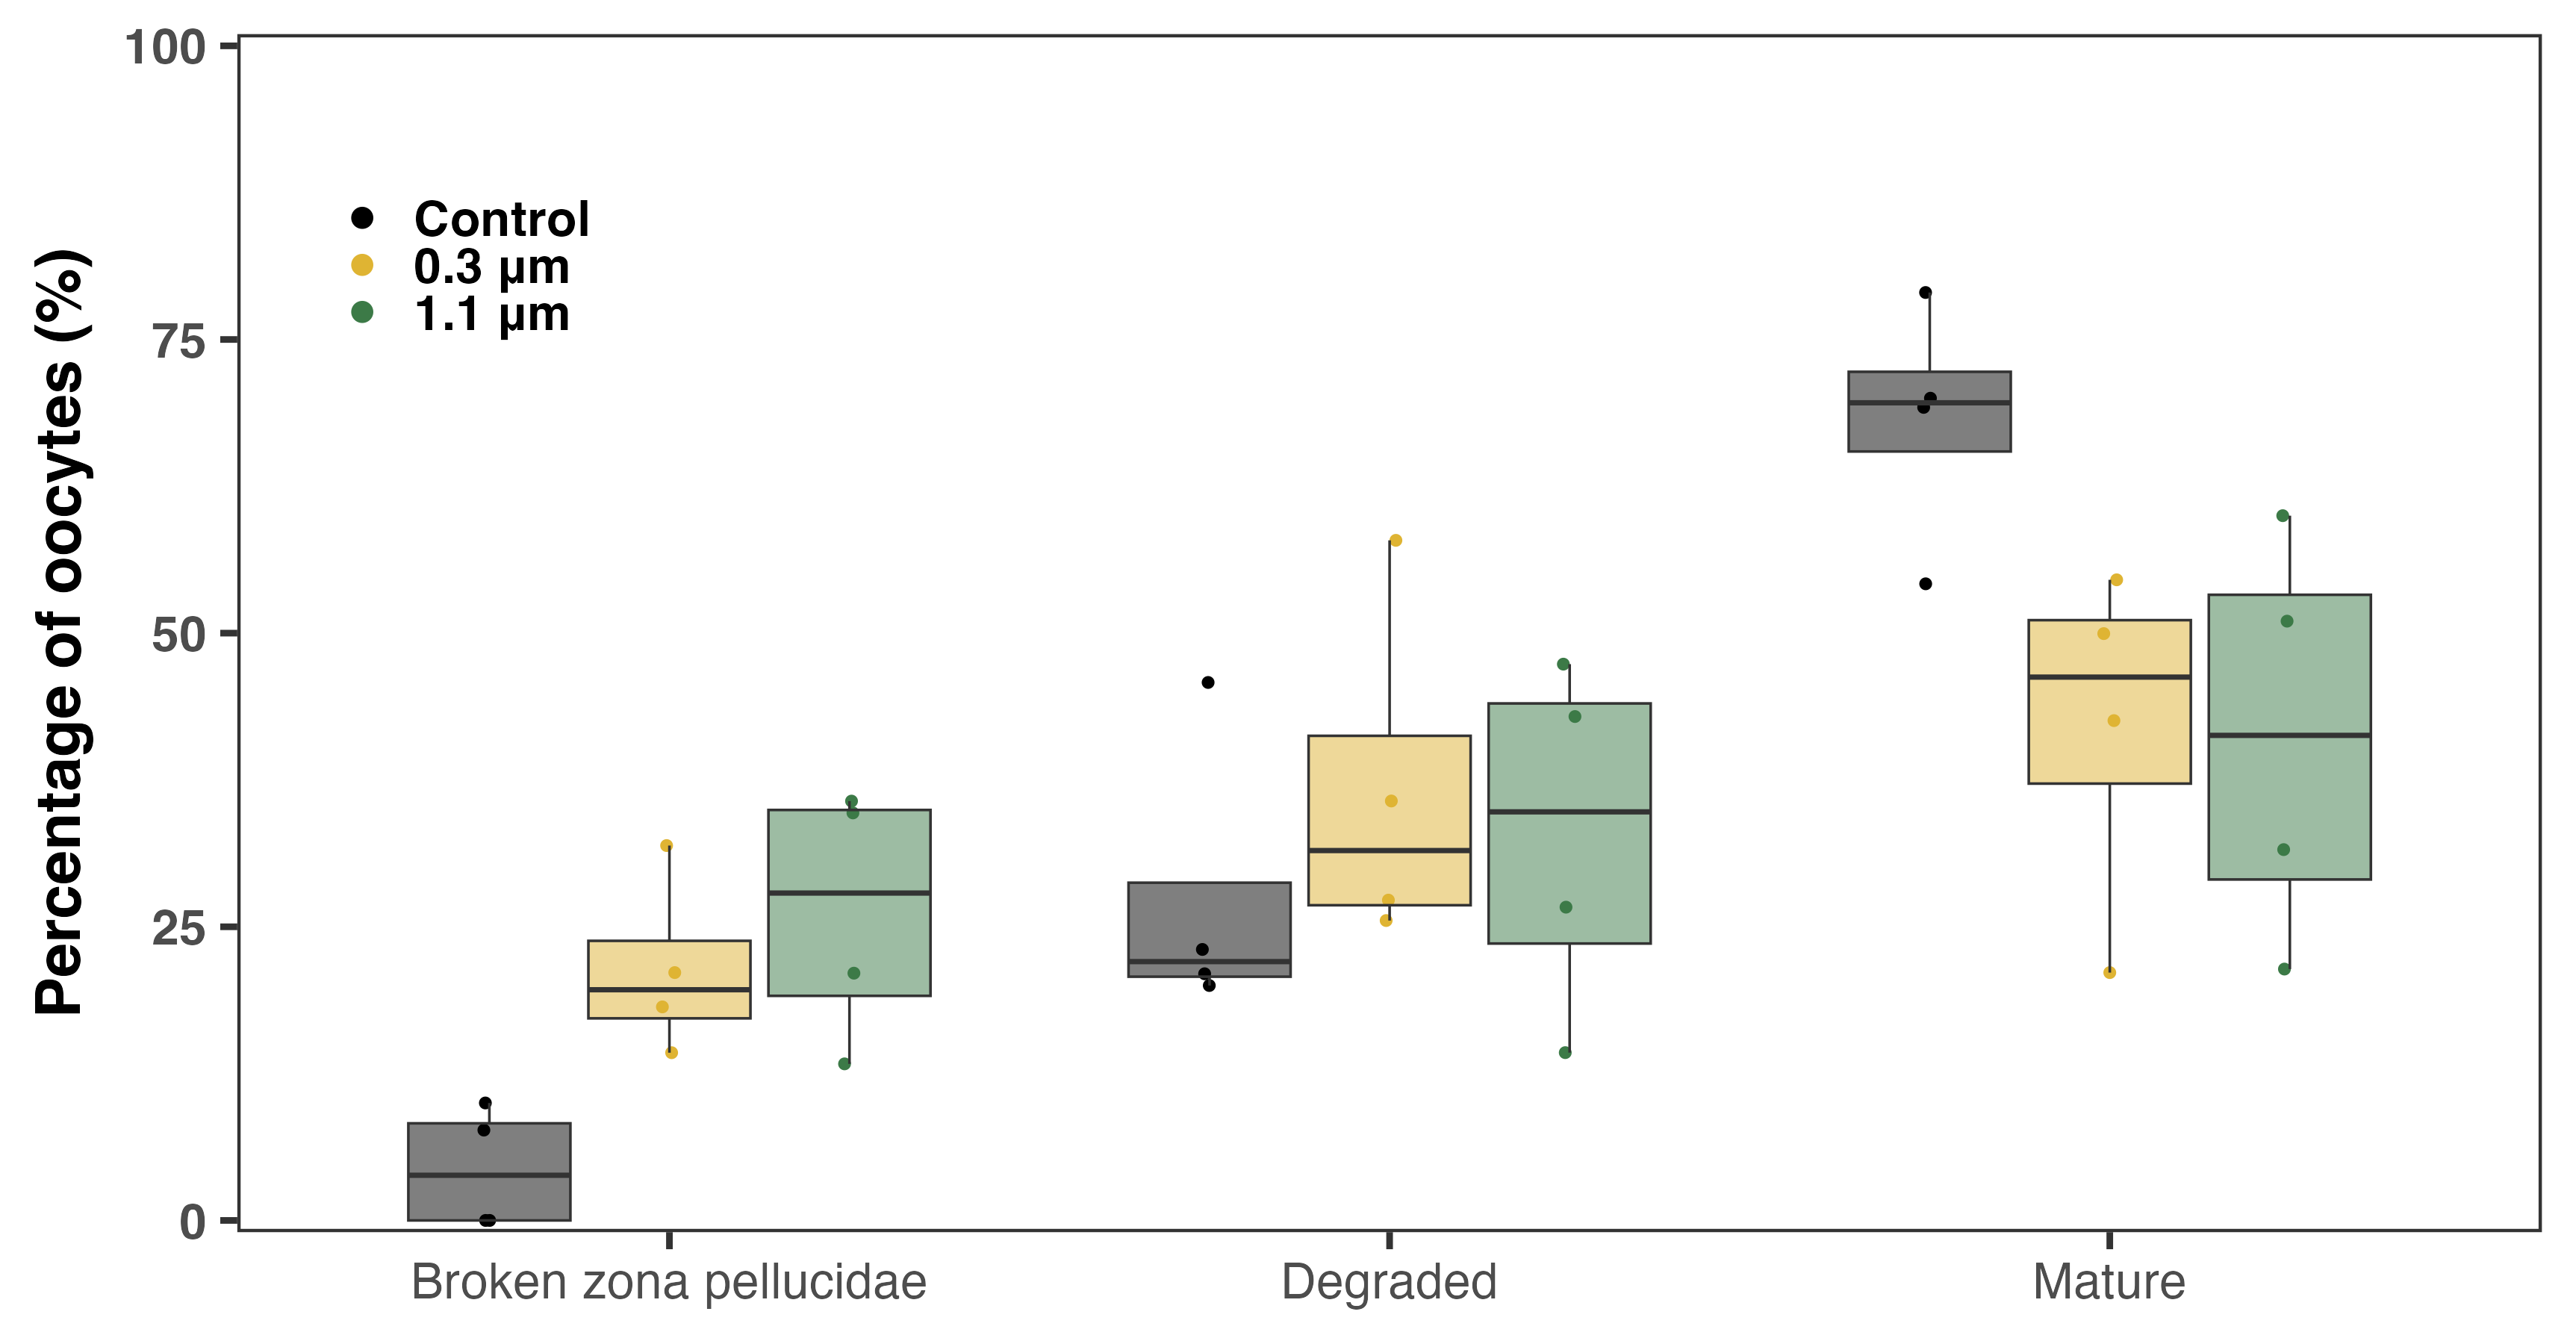 Percentage of oocytes (%)
100
75
50
25
0
Control
0.3 µm
1.1 µm
Broken zona pellucidae
Degraded
Mature